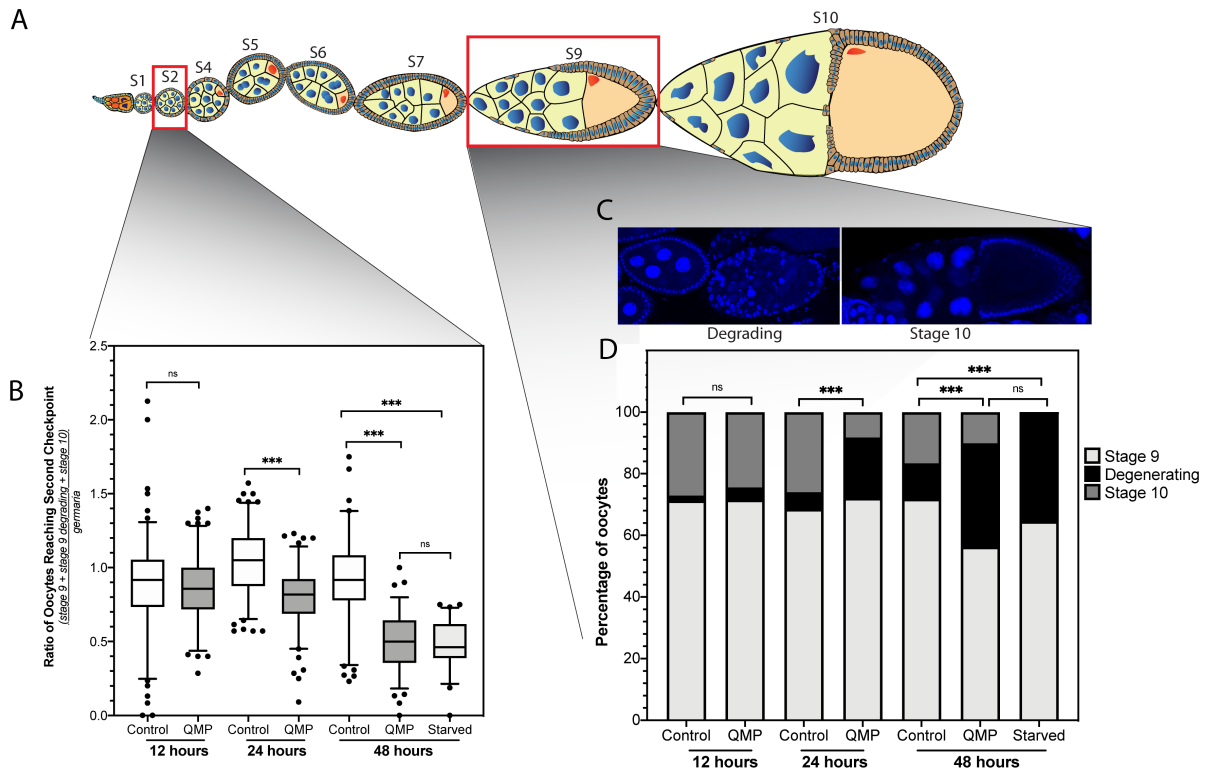 A
S1
S2
S4
S5
S6
S7
S9
S10
C
Degrading
Stage 10
B
Ratio of Oocytes Reaching Second Checkpoint
(stage 9 + stage 9 degrading + stage 10)
germaria
2.5
2.0
1.5
1.0
0.5
0.0
ns
***
***
***
ns
Control QMP Control QMP Control QMP Starved
12 hours 24 hours 48 hours
D
Percentage of oocytes
100
80
60
40
20
0
ns
***
***
***
ns
Stage 9
Degenerating
Stage 10
Control QMP Control QMP Control QMP Starved
12 hours 24 hours 48 hours